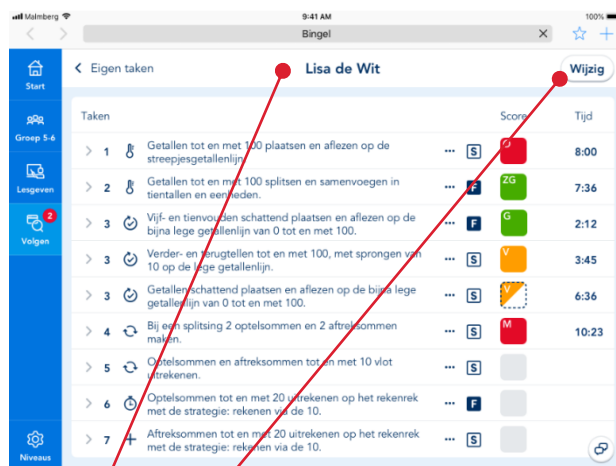 Malmberg 9:41 AM 100%
Bingel
Start
Groep 5-6
Lesgeven
2
Volgen
Niveaus
Eigen taken Lisa de Wit Wijzig
Taken Score Tijd
1 Getallen tot en met 100 plaatsen en aflezen op de
streepjesgetallenlijn. ··· S O 8:00
2 Getallen tot en met 100 splitsen en samenvoegen in
tientallen en eenheden. ··· F ZG 7:36
3 Vijf- en tienvouden schattend plaatsen en aflezen op de
bijna lege getallenlijn van 0 tot en met 100. ··· F G 2:12
3 Verder- en terugtellen tot en met 100, met sprongen van
10 op de lege getallenlijn. ··· S V 3:45
3 Getallen schattend plaatsen en aflezen op de bijna lege
getallenlijn van 0 tot en met 100. ··· S V 6:36
4 Bij een splitsing 2 optelsommen en 2 aftreksommen
maken. ··· S M 10:23
5 Optelsommen en aftreksommen tot en met 10 vlot
uitrekenen. ··· S
6 Optelsommen tot en met 20 uitrekenen op het rekenrek
met de strategie: rekenen via de 10. ··· F
7 Aftreksommen tot en met 20 uitrekenen op het rekenrek
met de strategie: rekenen via de 10. ··· S